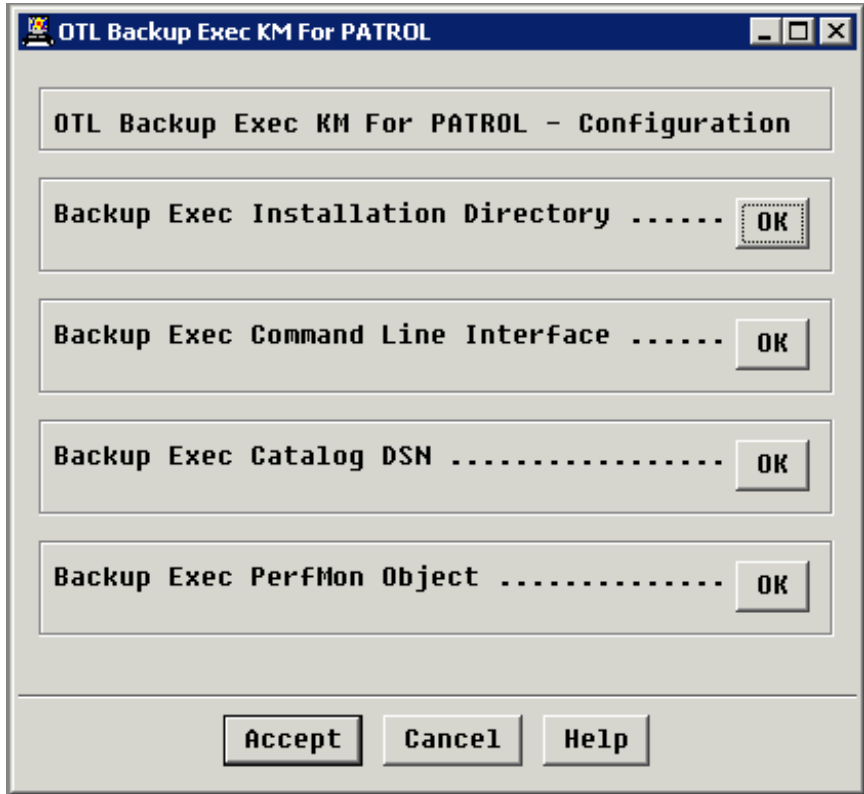 OTL Backup Exec KM For PATROL
OTL Backup Exec KM For PATROL - Configuration
Backup Exec Installation Directory ...... OK
Backup Exec Command Line Interface ...... OK
Backup Exec Catalog DSN ................. OK
Backup Exec PerfMon Object .............. OK
Accept Cancel Help